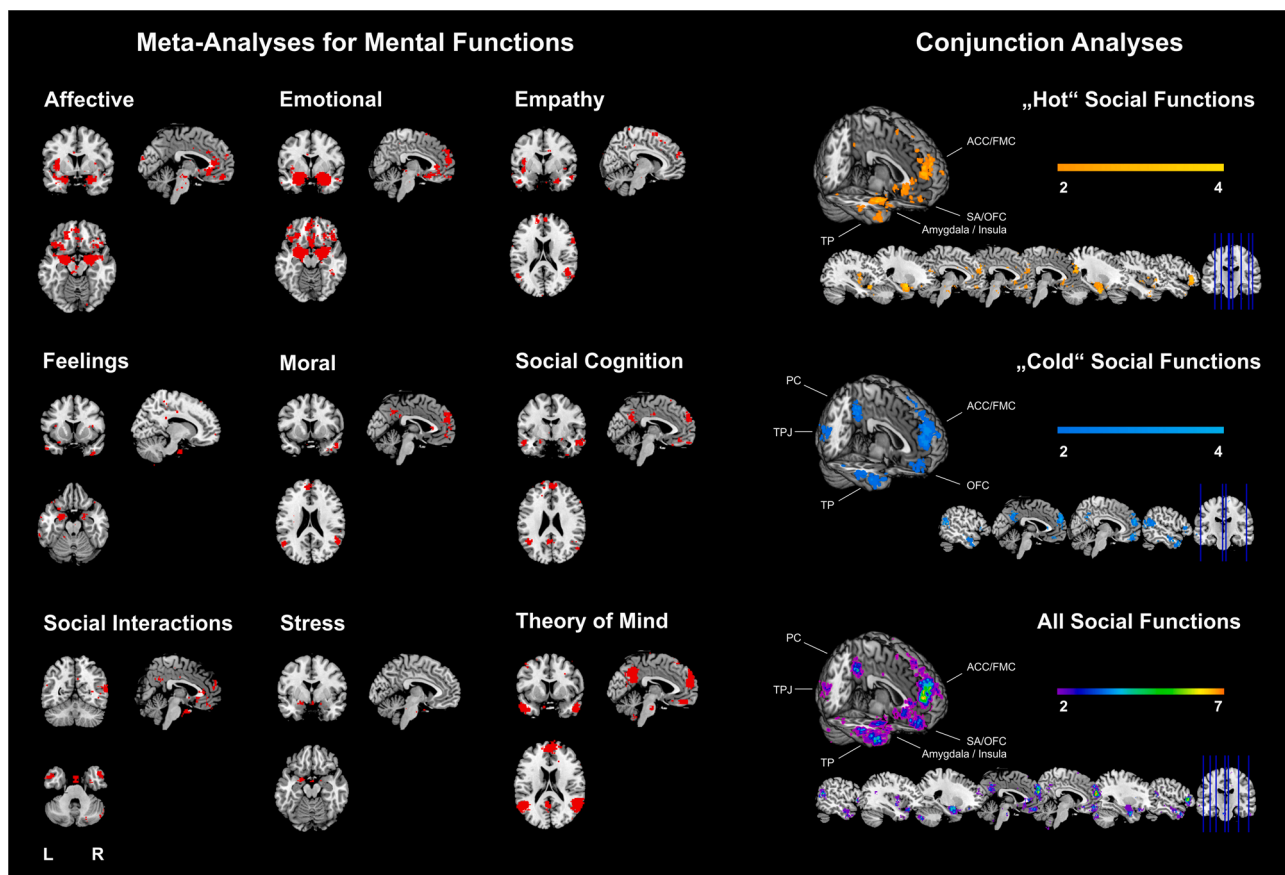 Meta-Analyses for Mental Functions
Affective
Emotional
Empathy
Feelings
Moral
Social Cognition
Social Interactions
Stress
Theory of Mind
L R
Conjunction Analyses
„Hot“ Social Functions
ACC/FMC
2 4
SA/OFC
Amygdala / Insula
TP
„Cold“ Social Functions
PC
ACC/FMC
TPJ
2 4
OFC
TP
All Social Functions
PC
ACC/FMC
TPJ
2 7
SA/OFC
Amygdala / Insula
TP